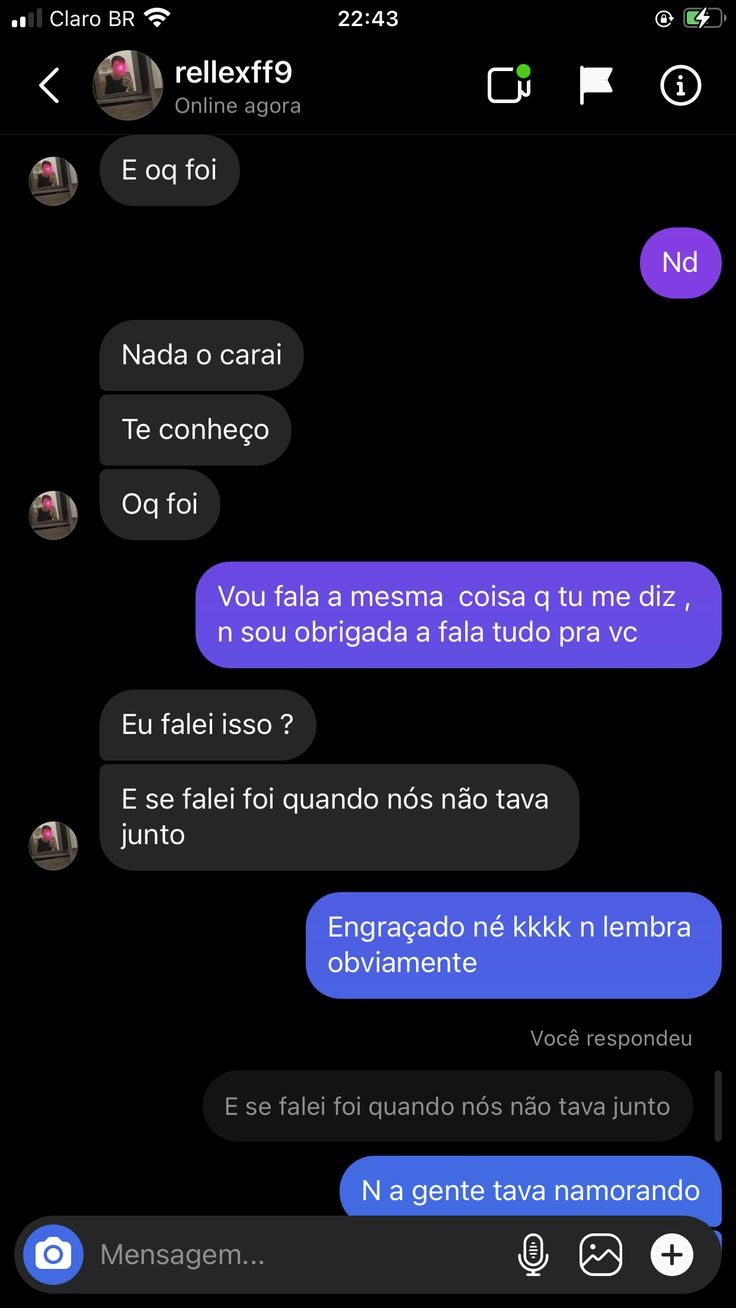 Claro BR
22:43
rellexff9
Online agora
E oq foi
Nd
Nada o carai
Te conheço
Oq foi
Vou fala a mesma  coisa q tu me diz ,
n sou obrigada a fala tudo pra vc
Eu falei isso ?
E se falei foi quando nós não tava
junto
Engraçado né kkkk n lembra
obviamente
Você respondeu
E se falei foi quando nós não tava junto
N a gente tava namorando
Mensagem...